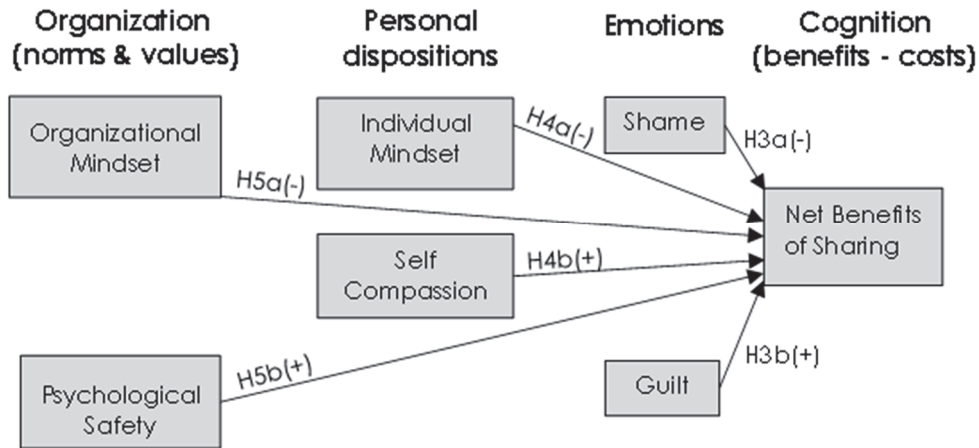 Organization
(norms & values)
Personal
dispositions
Emotions
Cognition
(benefits - costs)
Organizational
Mindset
Individual
Mindset
Shame
H4a(-)
H3a(-)
H5a(-)
Net Benefits
of Sharing
Self
Compassion
H4b(+)
H5b(+)
H3b(+)
Psychological
Safety
Guilt